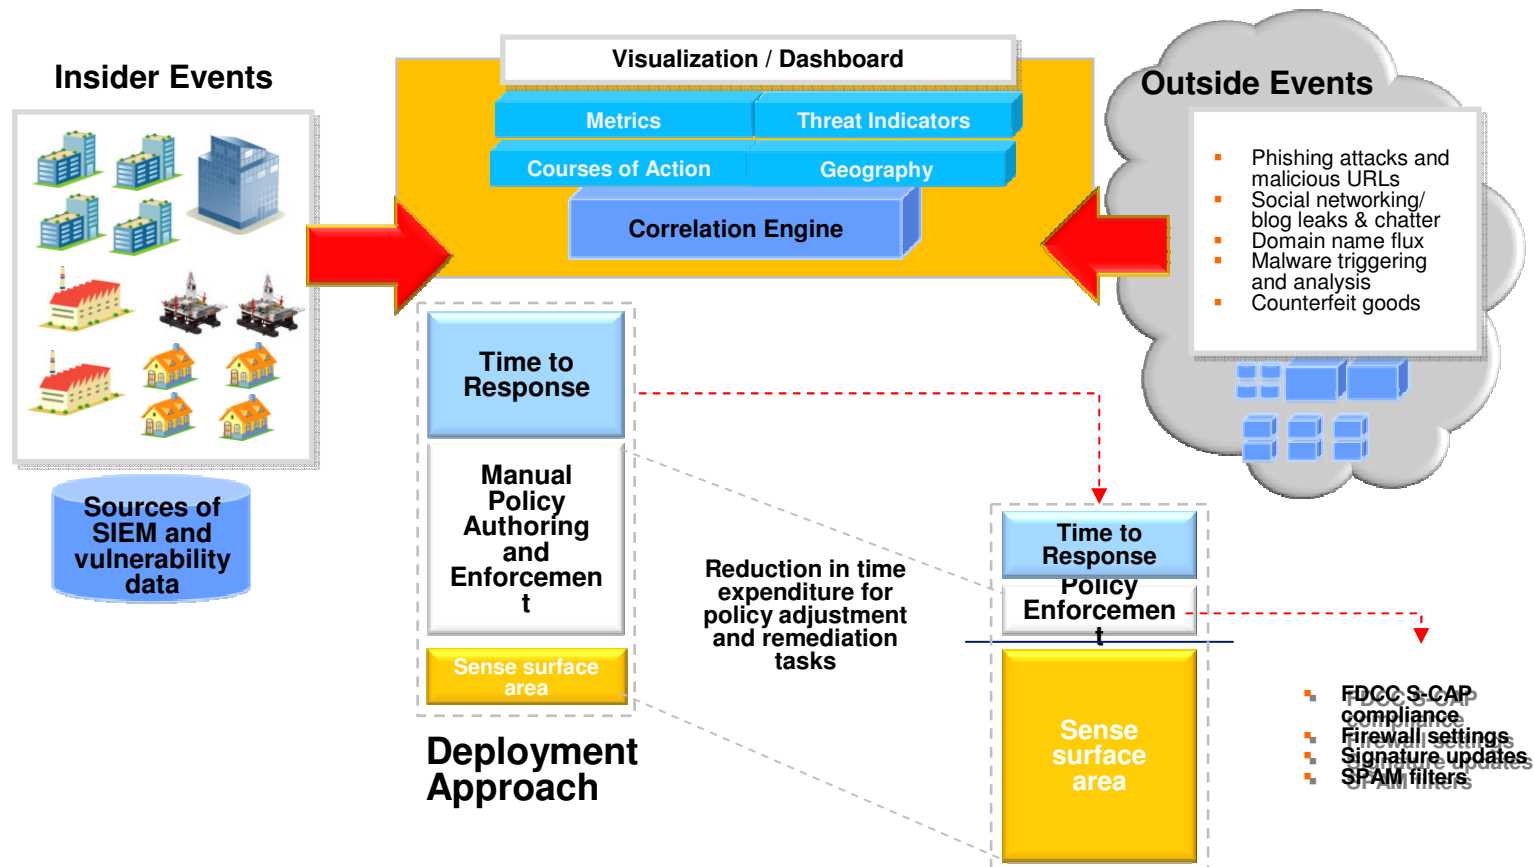 Insider Events
Visualization / Dashboard
Metrics
Threat Indicators
Courses of Action
Geography
Correlation Engine
Outside Events
Phishing attacks and
malicious URLs
Social networking/
blog leaks & chatter
Domain name flux
Malware triggering
and analysis
Counterfeit goods
Sources of
SIEM and
vulnerability
data
Time to
Response
Manual
Policy
Authoring
and
Enforcemen
t
Sense surface
area
Deployment
Approach
Reduction in time
expenditure for
policy adjustment
and remediation
tasks
Time to
Response
Policy
Enforcemen
t
Sense
surface
area
FDCC S-CAP
compliance
Firewall settings
Signature updates
SPAM filters